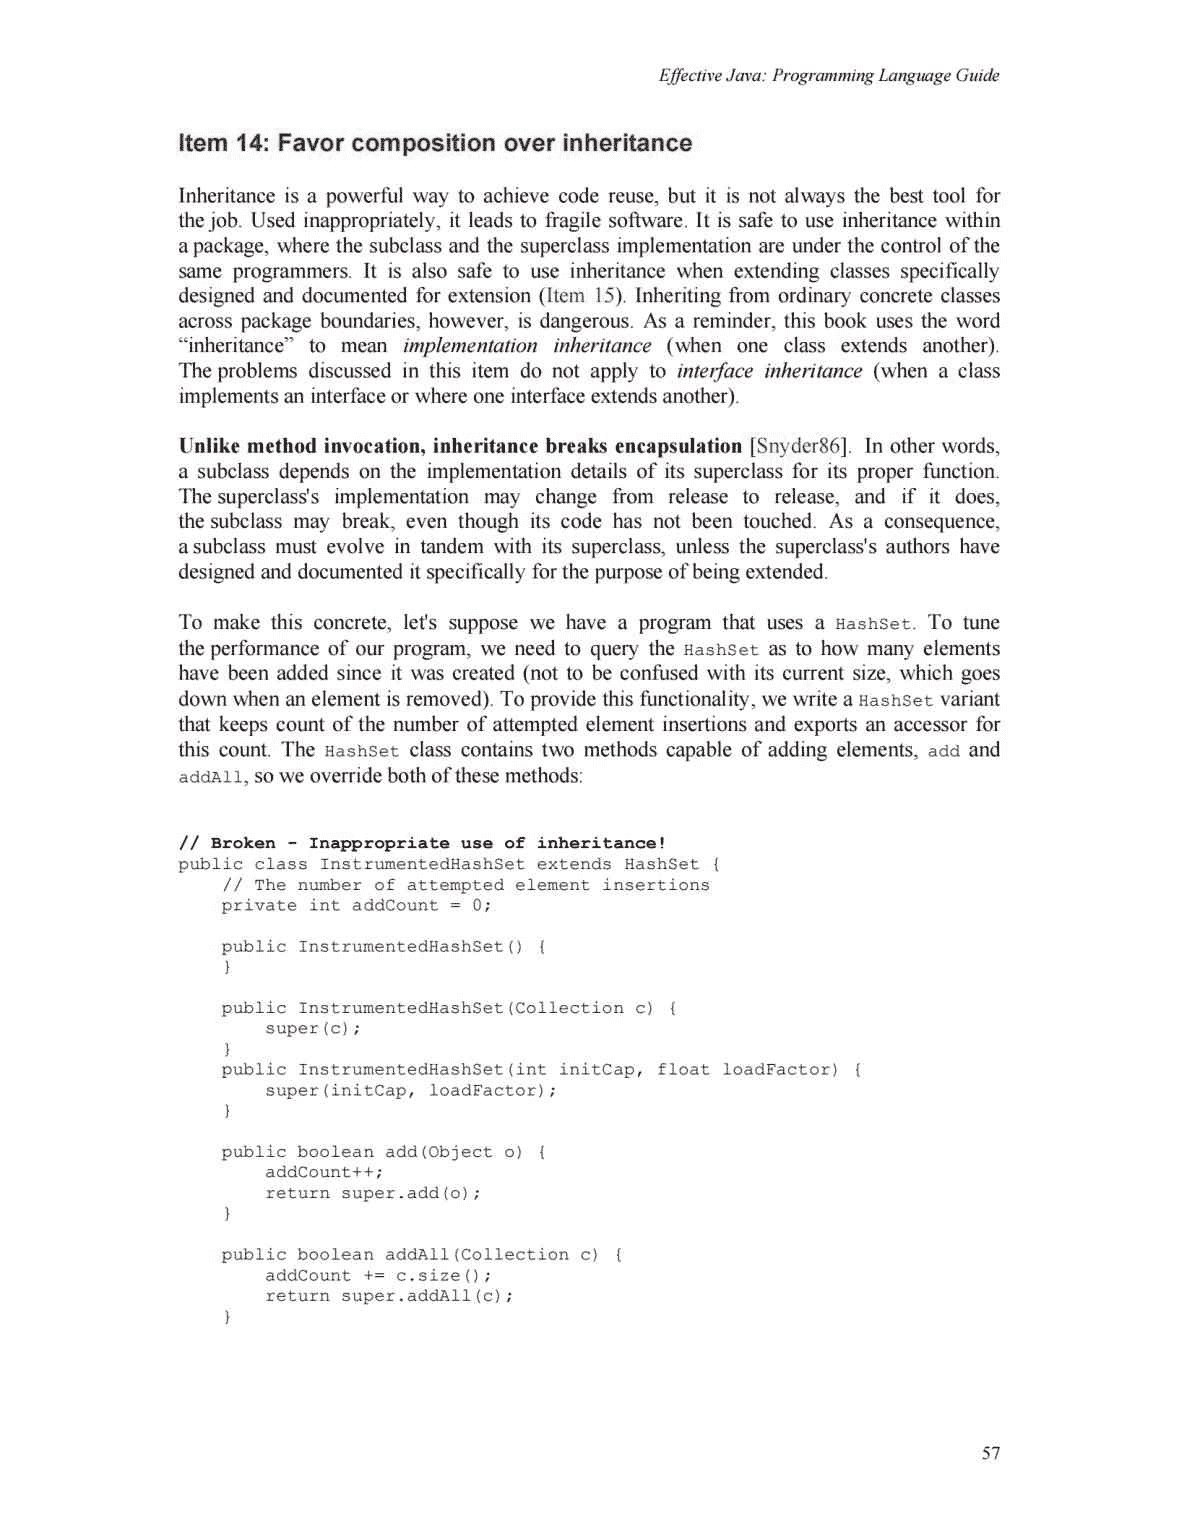 Effective Java: Programming Language Guide
Item 14: Favor composition over inheritance
Inheritance is a powerful way to achieve code reuse, but it is not always the best tool for
the job. Used inappropriately, it leads to fragile software. It is safe to use inheritance within
a package, where the subclass and the superclass implementation are under the control of the
same programmers. It is also safe to use inheritance when extending classes specifically
designed and documented for extension (Item 15). Inheriting from ordinary concrete classes
across package boundaries, however, is dangerous. As a reminder, this book uses the word
“inheritance” to mean implementation inheritance (when one class extends another).
The problems discussed in this item do not apply to interface inheritance (when a class
implements an interface or where one interface extends another).
Unlike method invocation, inheritance breaks encapsulation [Snyder86]. In other words,
a subclass depends on the implementation details of its superclass for its proper function.
The superclass's implementation may change from release to release, and if it does,
the subclass may break, even though its code has not been touched. As a consequence,
a subclass must evolve in tandem with its superclass, unless the superclass's authors have
designed and documented it specifically for the purpose of being extended.
To make this concrete, let's suppose we have a program that uses a HashSet. To tune
the performance of our program, we need to query the HashSet as to how many elements
have been added since it was created (not to be confused with its current size, which goes
down when an element is removed). To provide this functionality, we write a HashSet variant
that keeps count of the number of attempted element insertions and exports an accessor for
this count. The HashSet class contains two methods capable of adding elements, add and
addAll, so we override both of these methods:
// Broken - Inappropriate use of inheritance!
public class InstrumentedHashSet extends HashSet {
    // The number of attempted element insertions
    private int addCount = 0;
    public InstrumentedHashSet() {
    }
    public InstrumentedHashSet(Collection c) {
        super(c);
    }
    public InstrumentedHashSet(int initCap, float loadFactor) {
        super(initCap, loadFactor);
    }
    public boolean add(Object o) {
        addCount++;
        return super.add(o);
    }
    public boolean addAll(Collection c) {
        addCount += c.size();
        return super.addAll(c);
    }
57